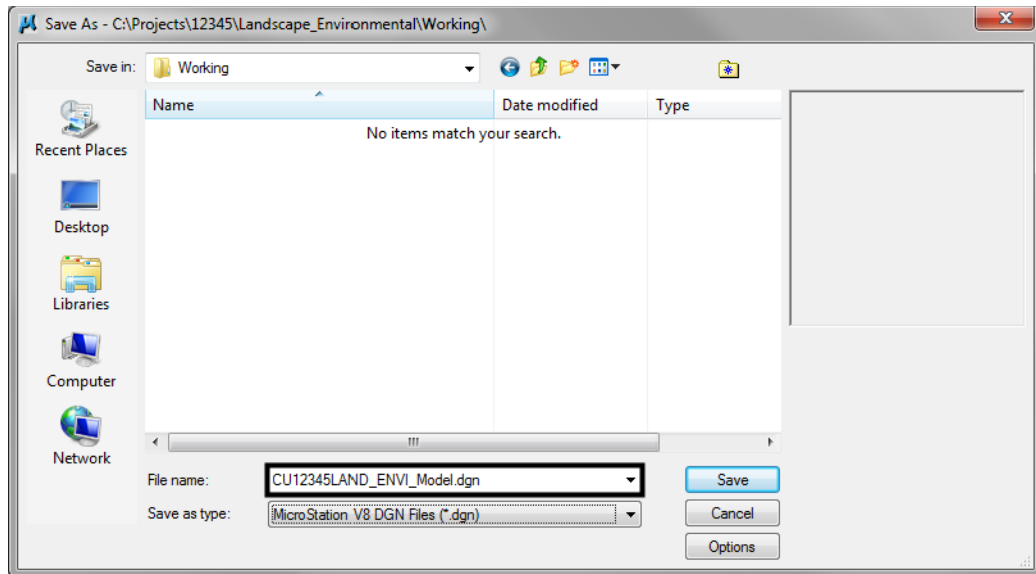 Save As - C:\Projects\12345\Landscape_Environmental\Working\
Save in: Working
Name Date modified Type
No items match your search.
Recent Places
Desktop
Libraries
Computer
Network
File name: CU12345LAND_ENVI_Model.dgn Save
Save as type: MicroStation V8 DGN Files (*.dgn) Cancel
Options